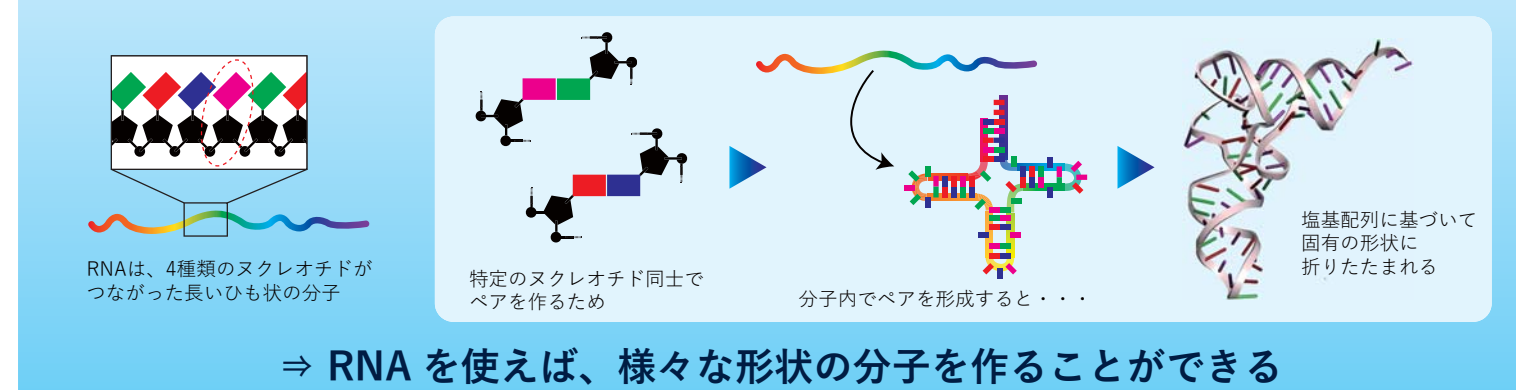 RNAは、4種類のヌクレオチドが
つながった長いひも状の分子
特定のヌクレオチド同士で
ペアを作るため
分子内でペアを形成すると・・・
塩基配列に基づいて
固有の形状に
折りたたまれる
⇒ RNA を使えば、様々な形状の分子を作ることができる